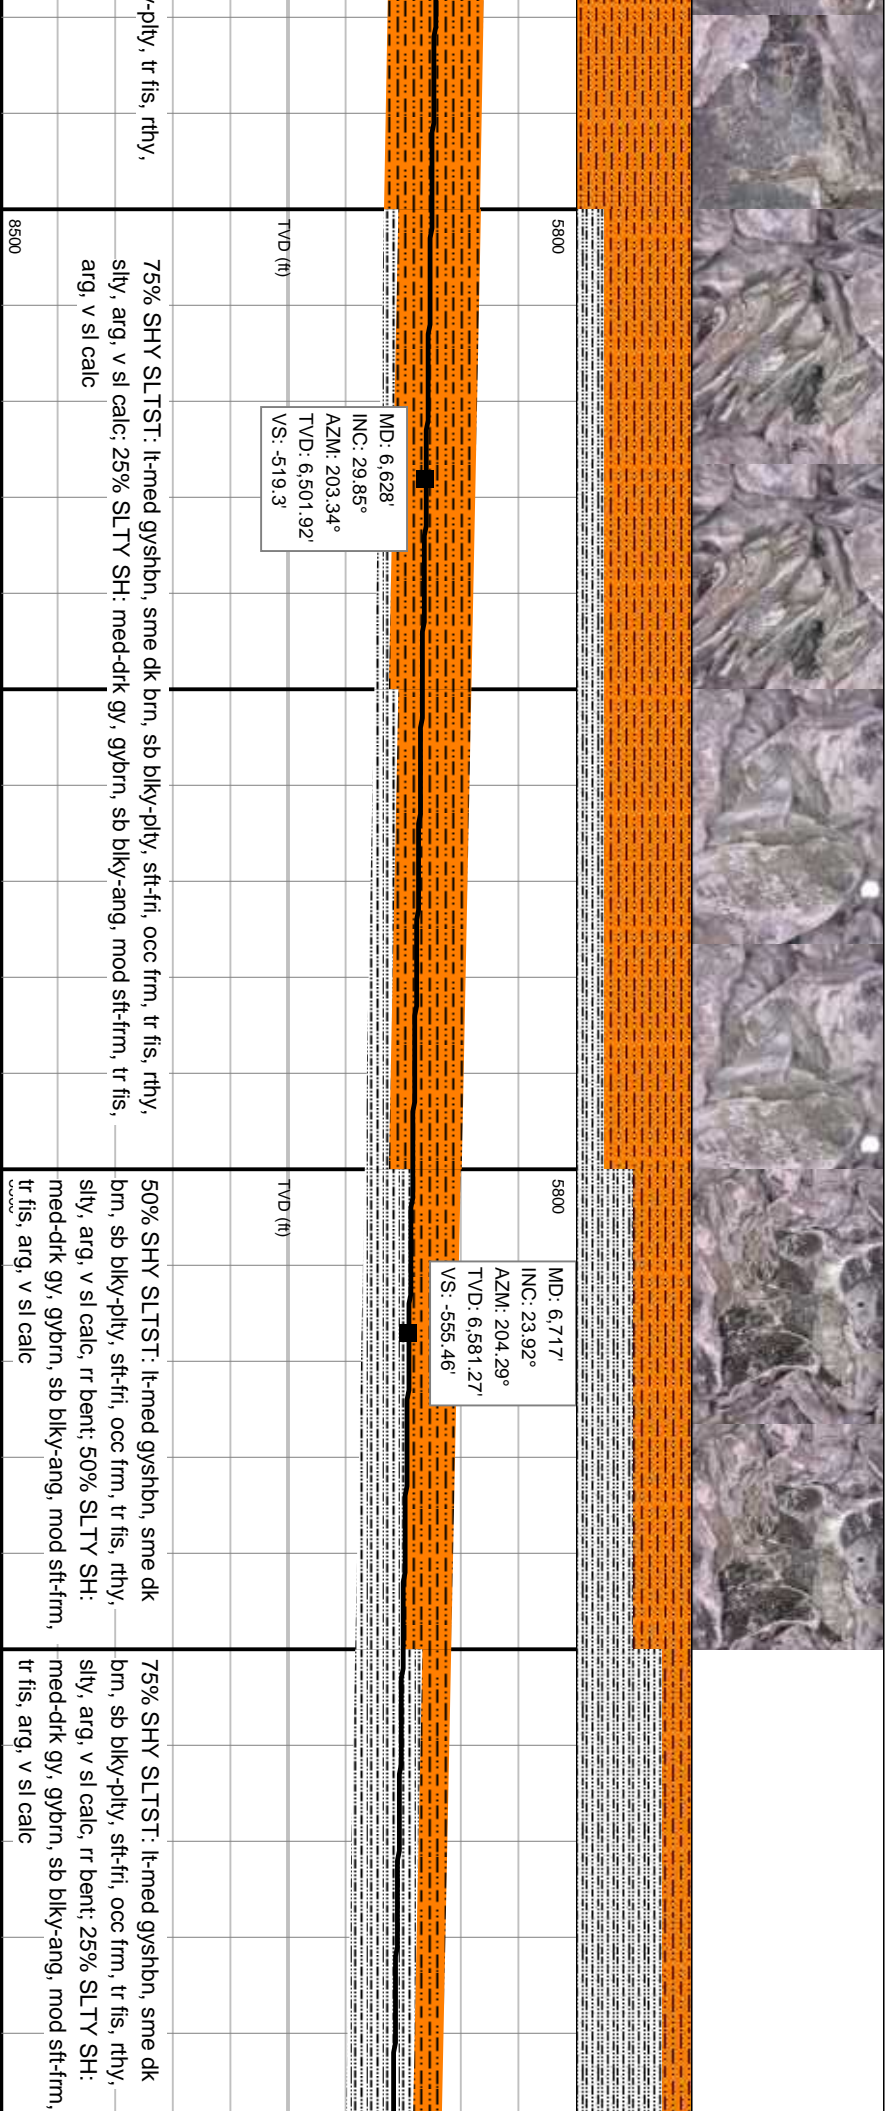 y-plty, tr fis, rthy,
5800
TVD (ft)
8500
75% SHY SLTST: lt-med gyshbn, sme dk brn, sb blky-plty, sft-fri, occ frm, tr fis, rthy,
slty, arg, v sl calc; 25% SLTY SH: med-drk gy, gybrn, sb blky-ang, mod sft-frm, tr fis,
arg, v sl calc
MD: 6,628'
INC: 29.85°
AZM: 203.34°
TVD: 6,501.92'
VS: -519.3'
5800
TVD (ft)
MD: 6,717'
INC: 23.92°
AZM: 204.29°
TVD: 6,581.27'
VS: -555.46'
50% SHY SLTST: lt-med gyshbn, sme dk
brn, sb blky-plty, sft-fri, occ frm, tr fis, rthy,
slty, arg, v sl calc, rr bent; 50% SLTY SH:
med-drk gy, gybrn, sb blky-ang, mod sft-frm,
tr fis, arg, v sl calc
75% SHY SLTST: lt-med gyshbn, sme dk
brn, sb blky-plty, sft-fri, occ frm, tr fis, rthy,
slty, arg, v sl calc, rr bent; 25% SLTY SH:
med-drk gy, gybrn, sb blky-ang, mod sft-frm,
tr fis, arg, v sl calc